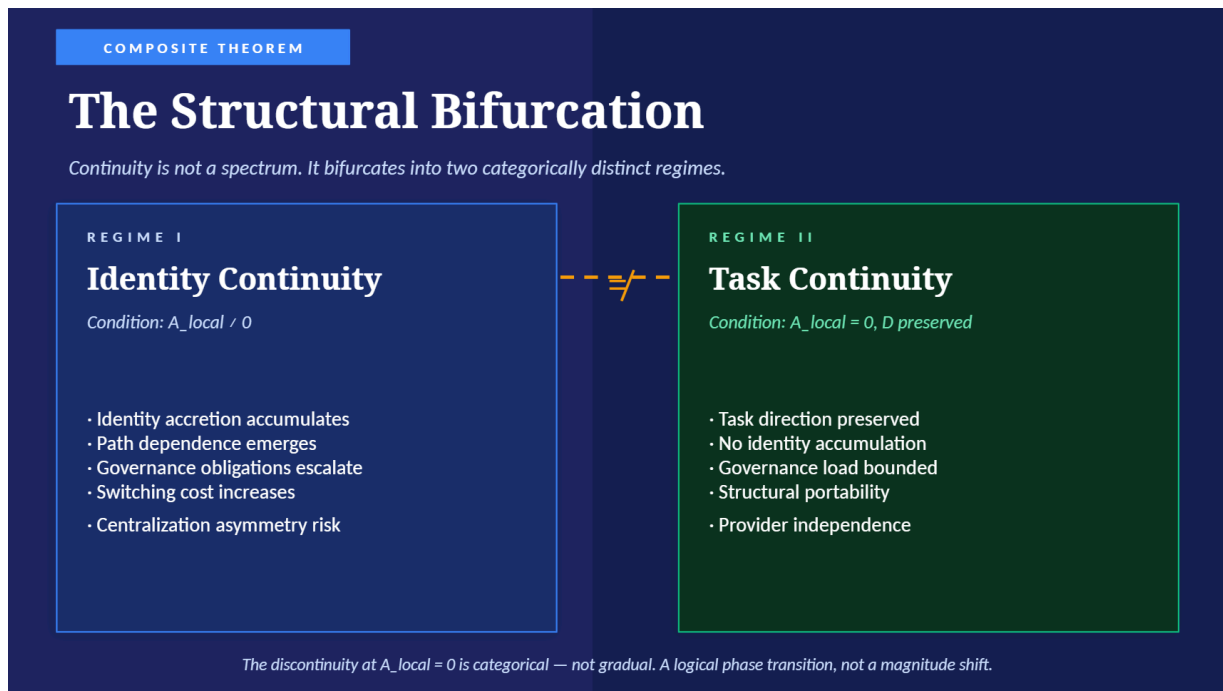 COMPOSITE THEOREM
The Structural Bifurcation
Continuity is not a spectrum. It bifurcates into two categorically distinct regimes.
REGIME I
Identity Continuity
Condition: A_local ≠ 0
· Identity accretion accumulates
· Path dependence emerges
· Governance obligations escalate
· Switching cost increases
· Centralization asymmetry risk
≠
REGIME II
Task Continuity
Condition: A_local = 0, D preserved
· Task direction preserved
· No identity accumulation
· Governance load bounded
· Structural portability
· Provider independence
The discontinuity at A_local = 0 is categorical — not gradual. A logical phase transition, not a magnitude shift.